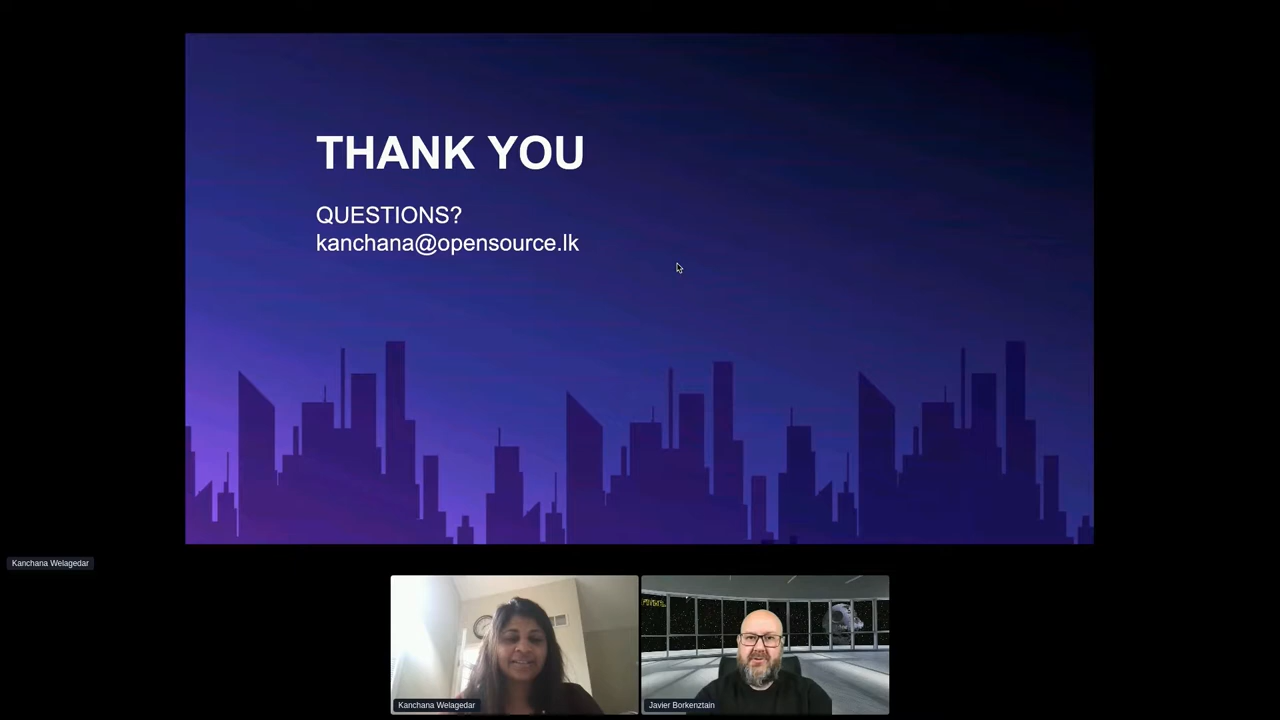 THANK YOU
QUESTIONS?
kanchana@opensource.lk
Kanchana Welagedar
Kanchana Welagedar
Javier Borkenztain